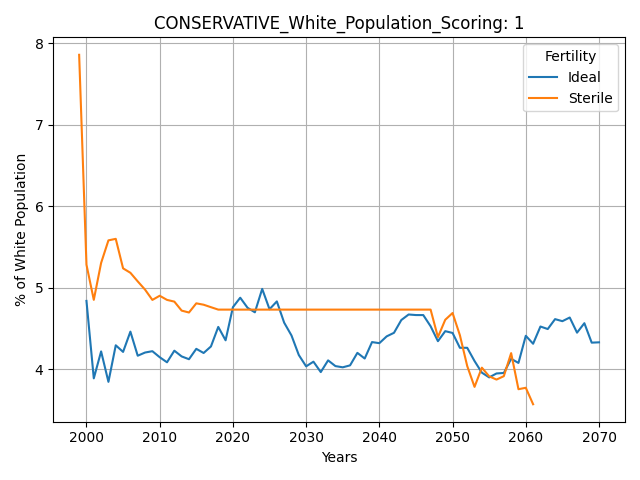 CONSERVATIVE_White_Population_Scoring: 1
Fertility
Ideal
Sterile
% of White Population
8
7
6
5
4
2000 2010 2020 2030 2040 2050 2060 2070
Years